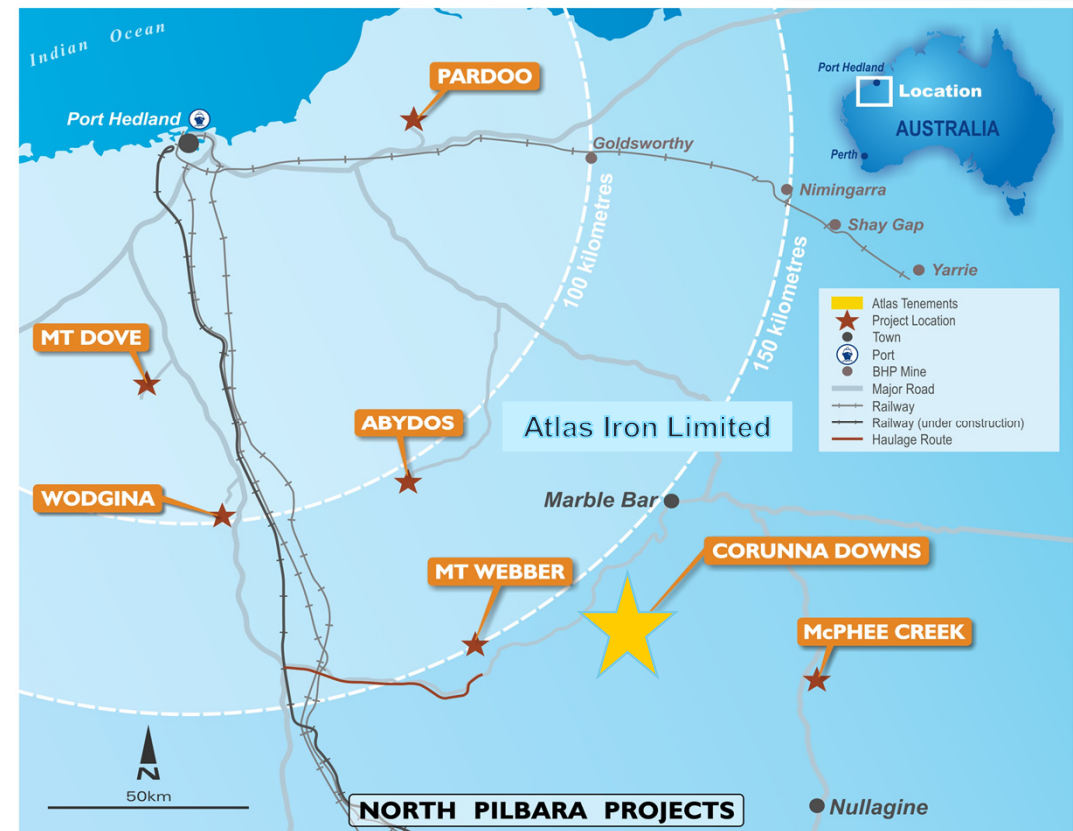 Indian Ocean
PARDOO
Port Hedland
Port Hedland
Location
AUSTRALIA
Perth
Goldsworthy
Nimingarra
Shay Gap
Yarrie
100 kilometres
150 kilometres
MT DOVE
ABYDOS
Atlas Iron Limited
WODGINA
Marble Bar
MT WEBBER
CORUNNA DOWNS
McPHEE CREEK
Nullagine
Atlas Tenements
Project Location
Town
Port
BHP Mine
Major Road
Railway
Railway (under construction)
Haulage Route
N
50km
NORTH PILBARA PROJECTS